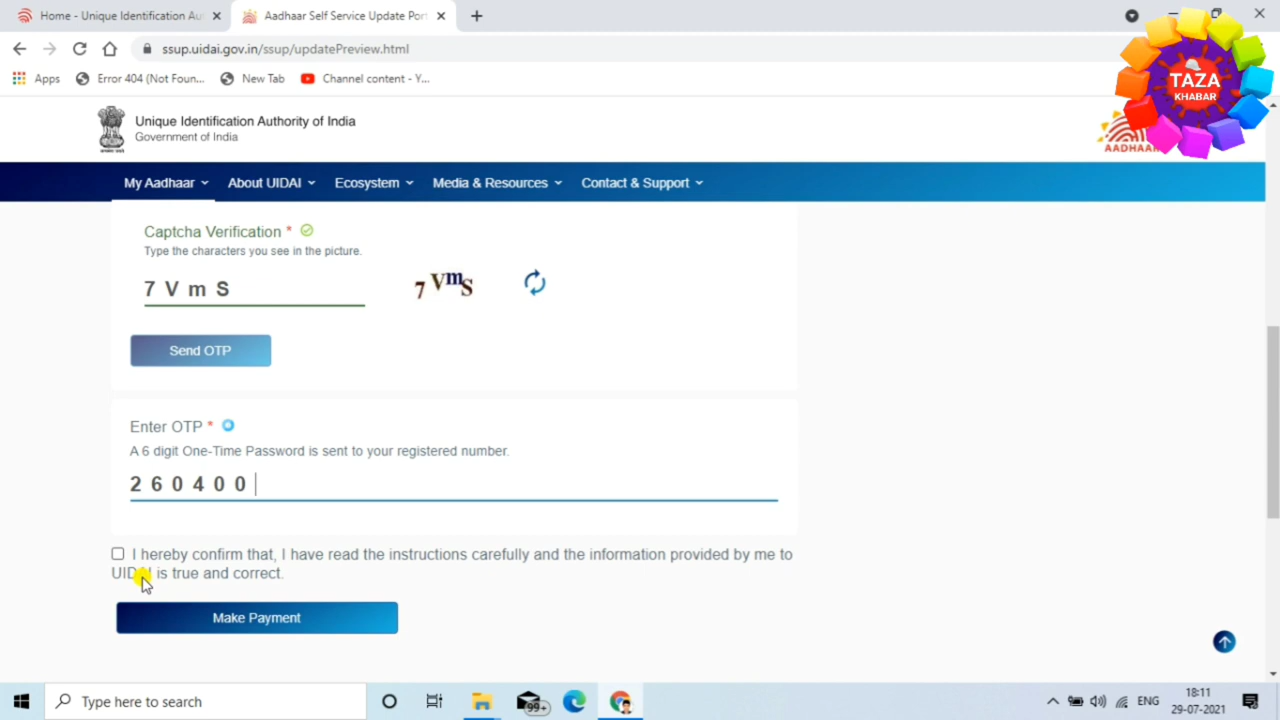 Home - Unique Identification Au
Aadhaar Self Service Update Port
ssup.uidai.gov.in/ssup/updatePreview.html
Apps
Error 404 (Not Foun...
New Tab
Channel content - Y...
TAZA
KHABAR
Unique Identification Authority of India
Government of India
AADHAAR
My Aadhaar
About UIDAI
Ecosystem
Media & Resources
Contact & Support
Captcha Verification *
Type the characters you see in the picture.
7 V m S
7 V m S
Send OTP
Enter OTP *
A 6 digit One-Time Password is sent to your registered number.
2 6 0 4 0 0
I hereby confirm that, I have read the instructions carefully and the information provided by me to
UIDAI is true and correct.
Make Payment
Type here to search
99+
ENG
18:11
29-07-2021